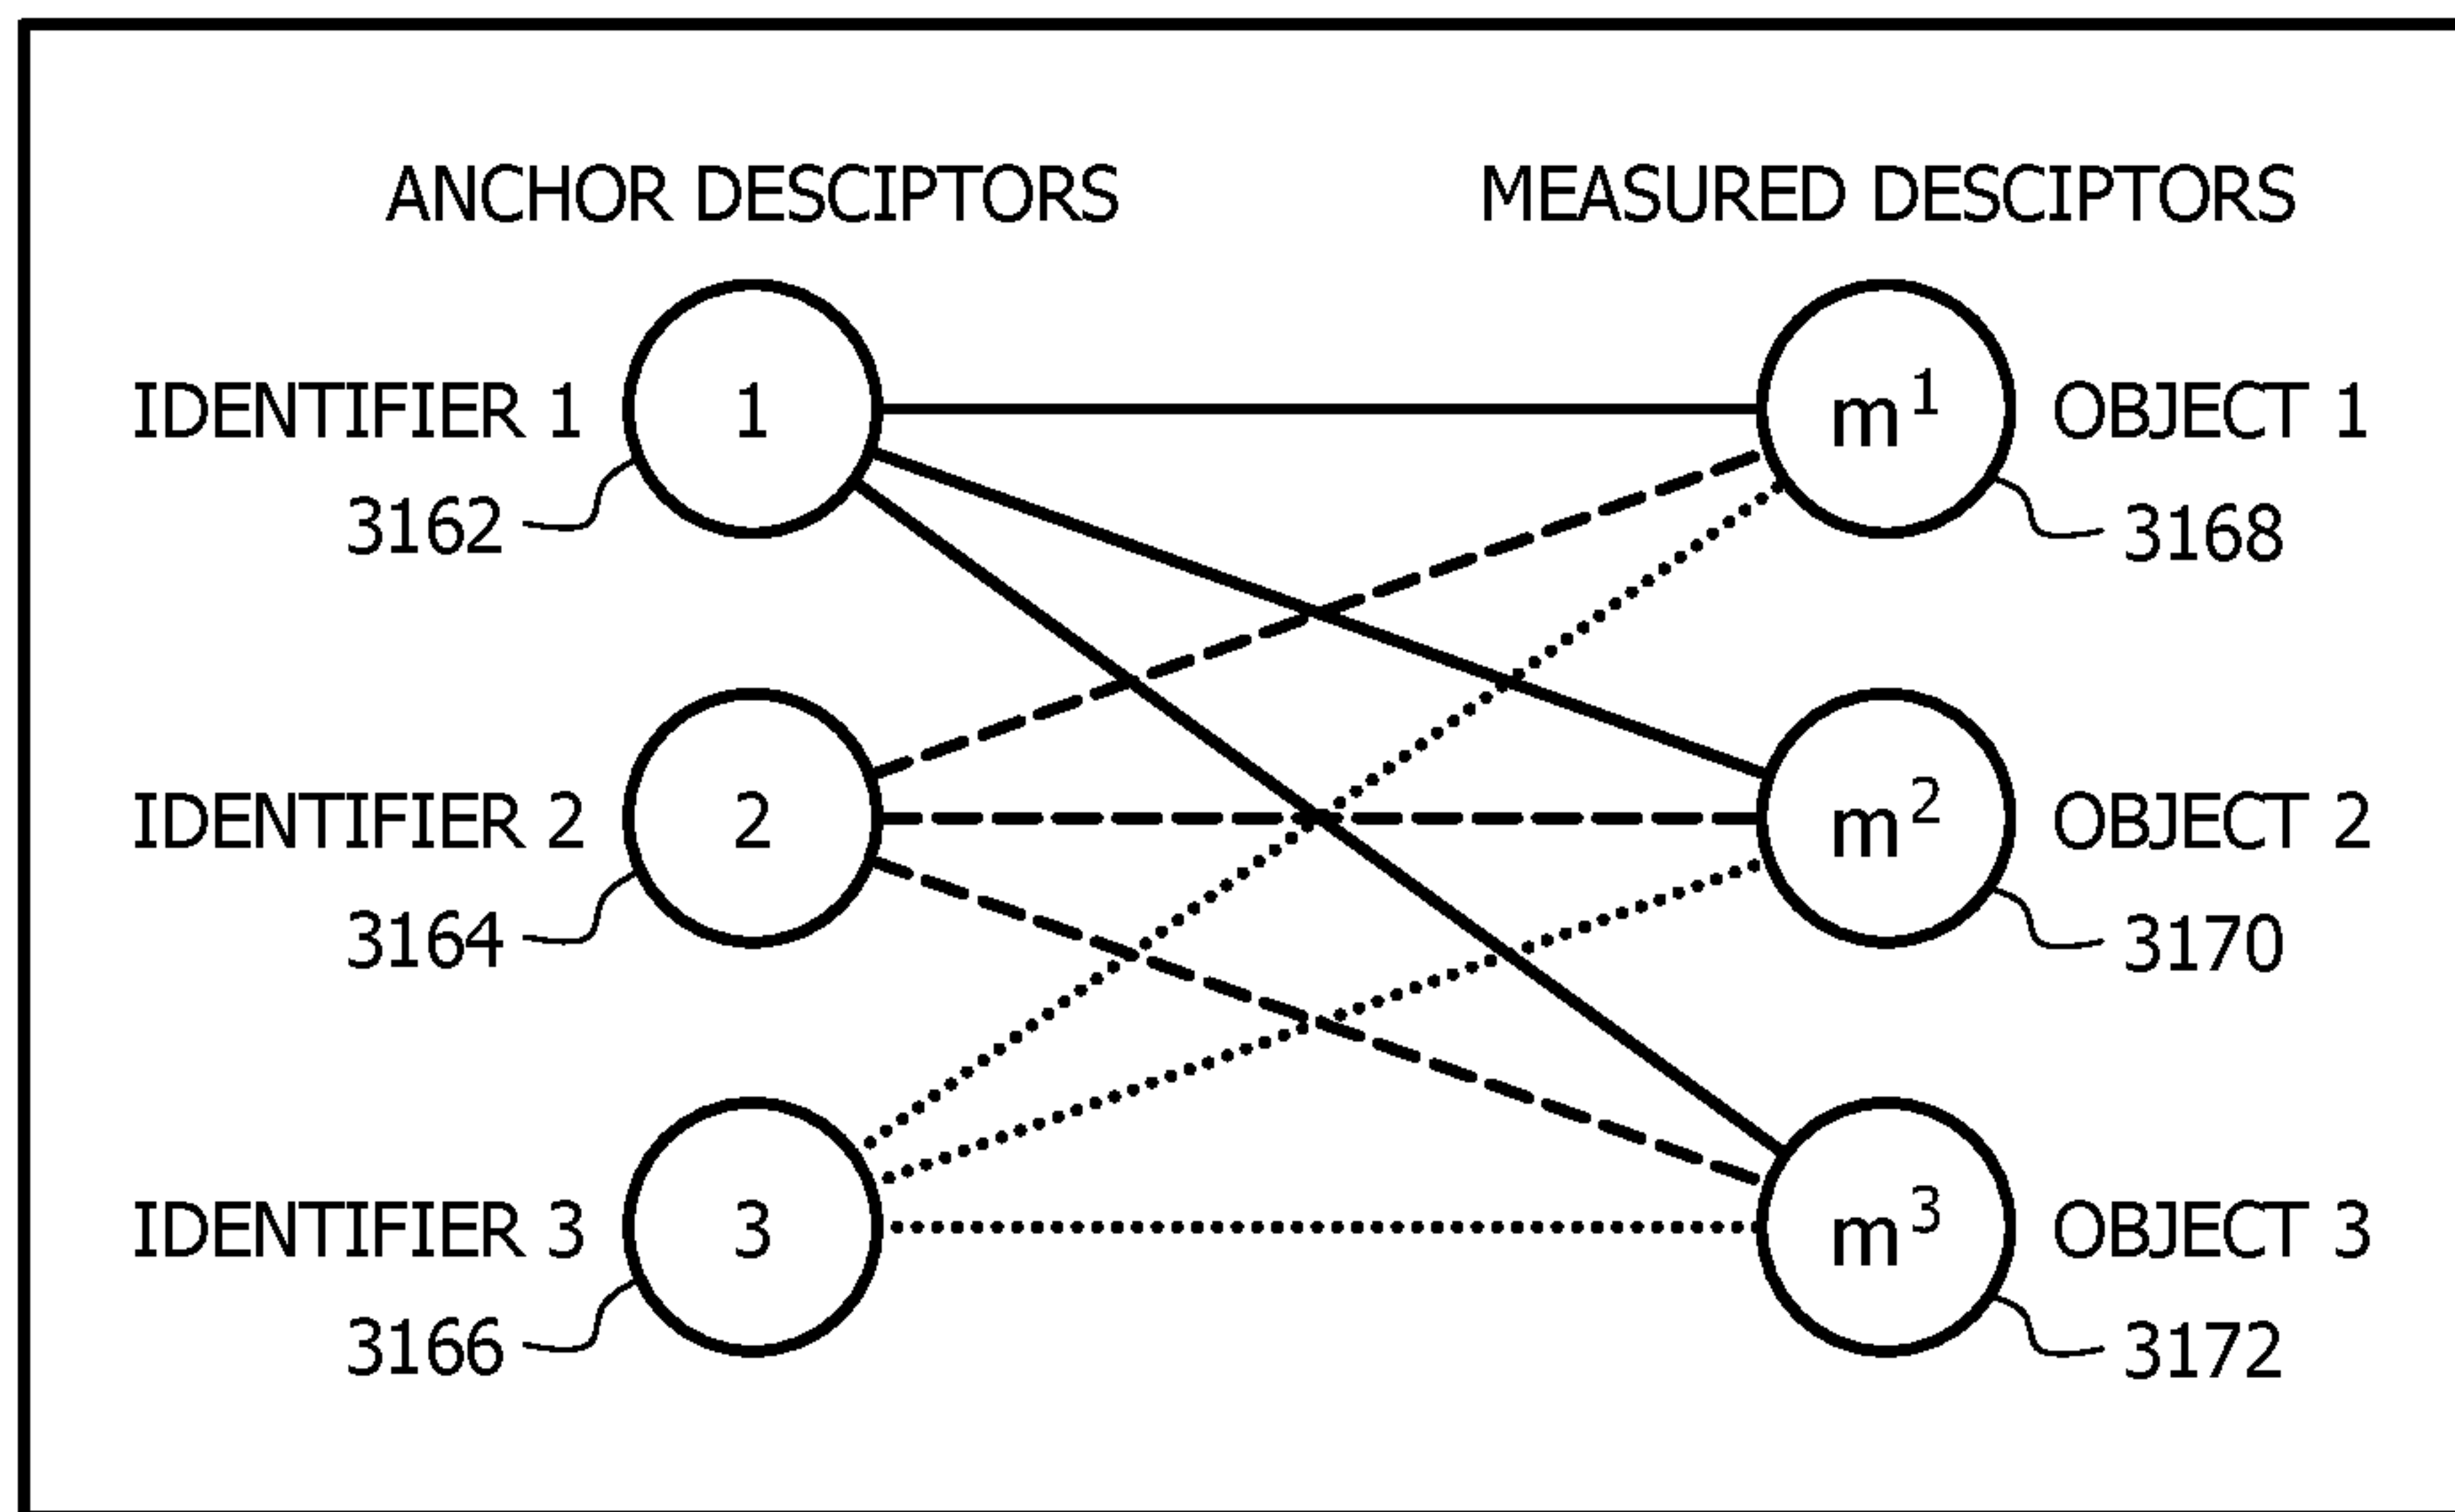 ANCHOR DESCIPTORS
MEASURED DESCIPTORS
IDENTIFIER 1
1
m¹
OBJECT 1
3162
3168
IDENTIFIER 2
2
m²
OBJECT 2
3164
3170
IDENTIFIER 3
3
m³
OBJECT 3
3166
3172